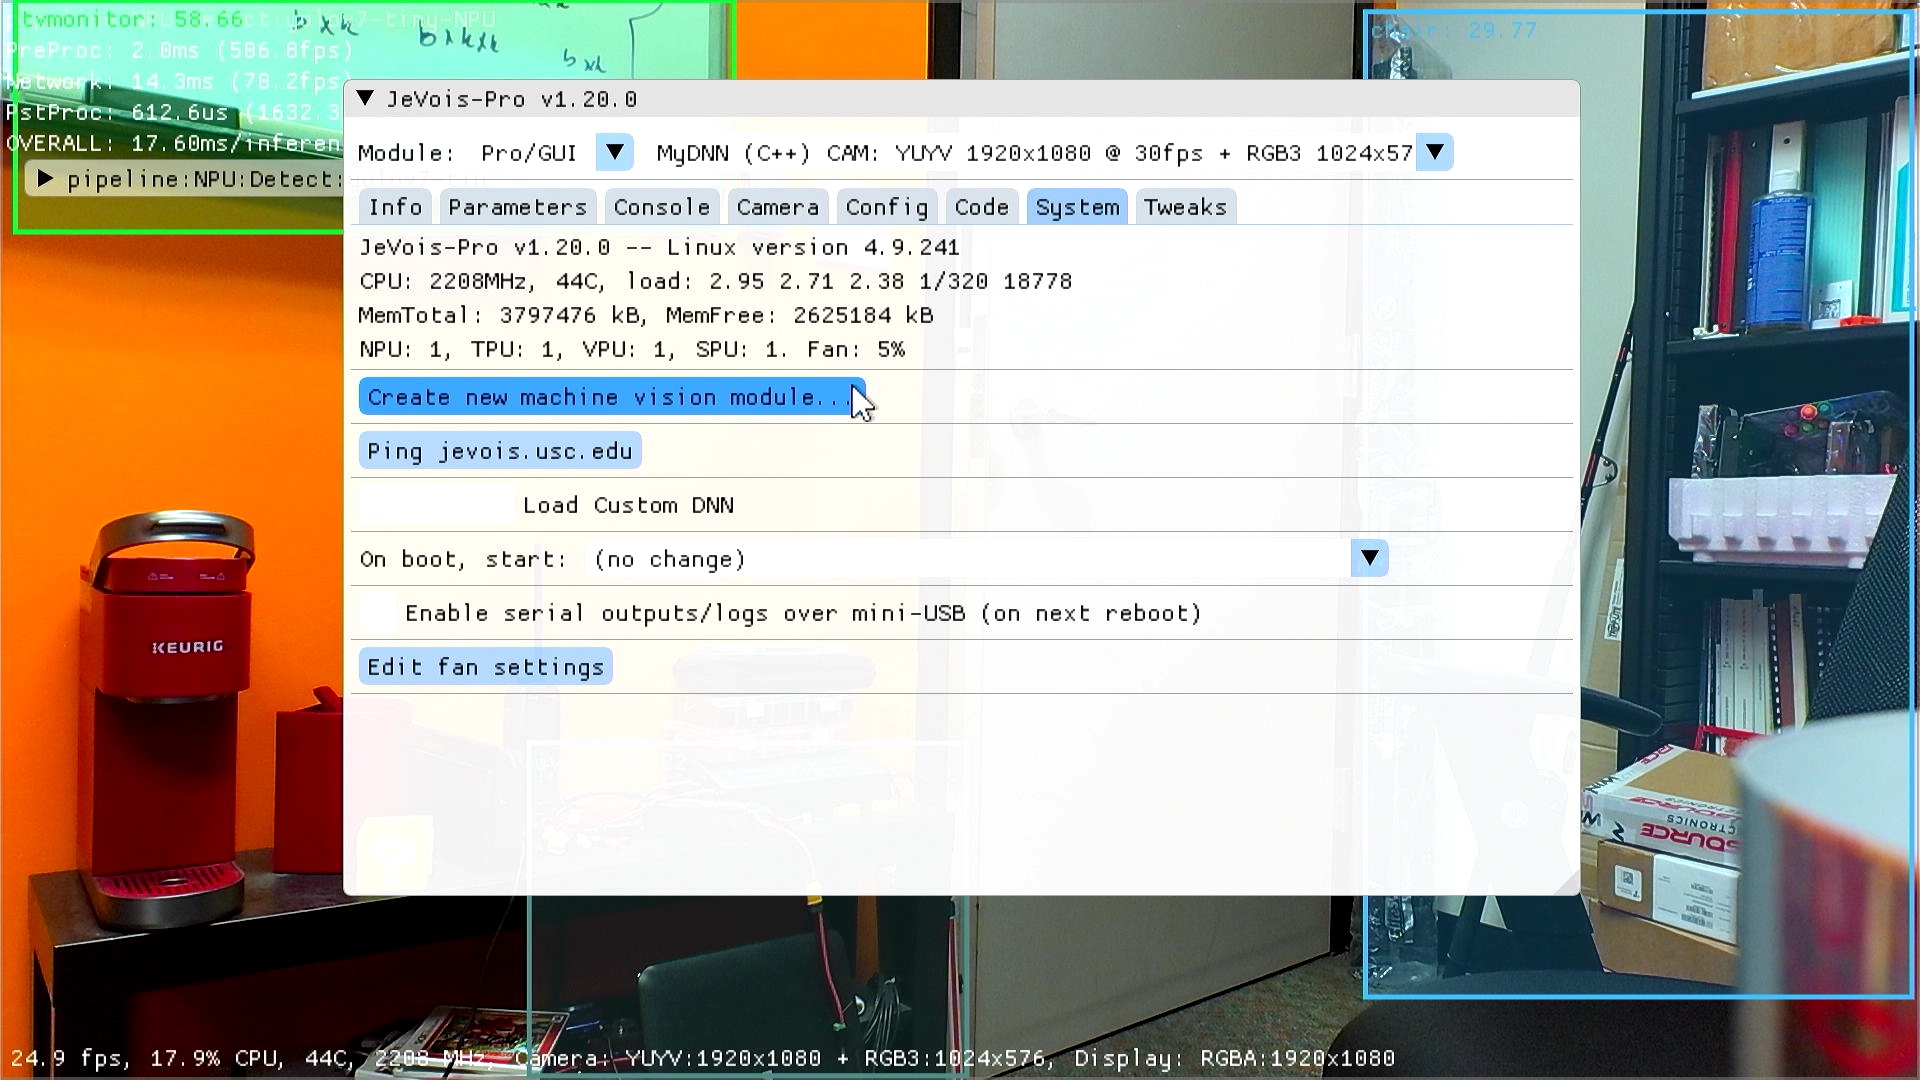 tvmonitor: 58.66
PreProc: 2.0ms (506.8fps)
Network: 14.3ms (70.2fps)
PstProc: 612.6us (1632.3
OVERALL: 17.60ms/inferen
pipeline:NPU:Detect:
chair: 29.77
JeVois-Pro v1.20.0
Module: Pro/GUI MyDNN (C++) CAM: YUYV 1920x1080 @ 30fps + RGB3 1024x57
Info Parameters Console Camera Config Code System Tweaks
JeVois-Pro v1.20.0 -- Linux version 4.9.241
CPU: 2208MHz, 44C, load: 2.95 2.71 2.38 1/320 18778
MemTotal: 3797476 kB, MemFree: 2625184 kB
NPU: 1, TPU: 1, VPU: 1, SPU: 1. Fan: 5%
Create new machine vision module...
Ping jevois.usc.edu
Load Custom DNN
On boot, start: (no change)
Enable serial outputs/logs over mini-USB (on next reboot)
Edit fan settings
KEURIG
24.9 fps, 17.9% CPU, 44C, 2208 MHz, Camera: YUYV:1920x1080 + RGB3:1024x576, Display: RGBA:1920x1080